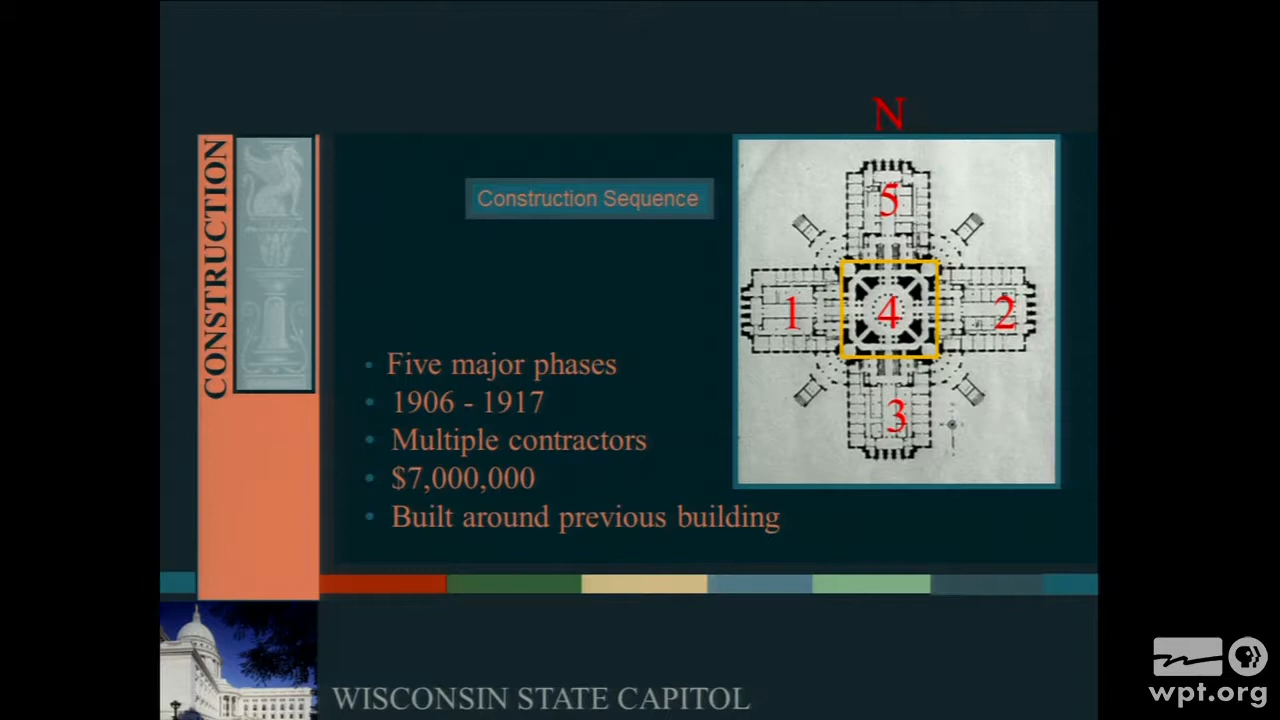 CONSTRUCTION
Construction Sequence
N
5
1
4
2
3
Five major phases
1906 - 1917
Multiple contractors
$7,000,000
Built around previous building
WISCONSIN STATE CAPITOL
wpt.org